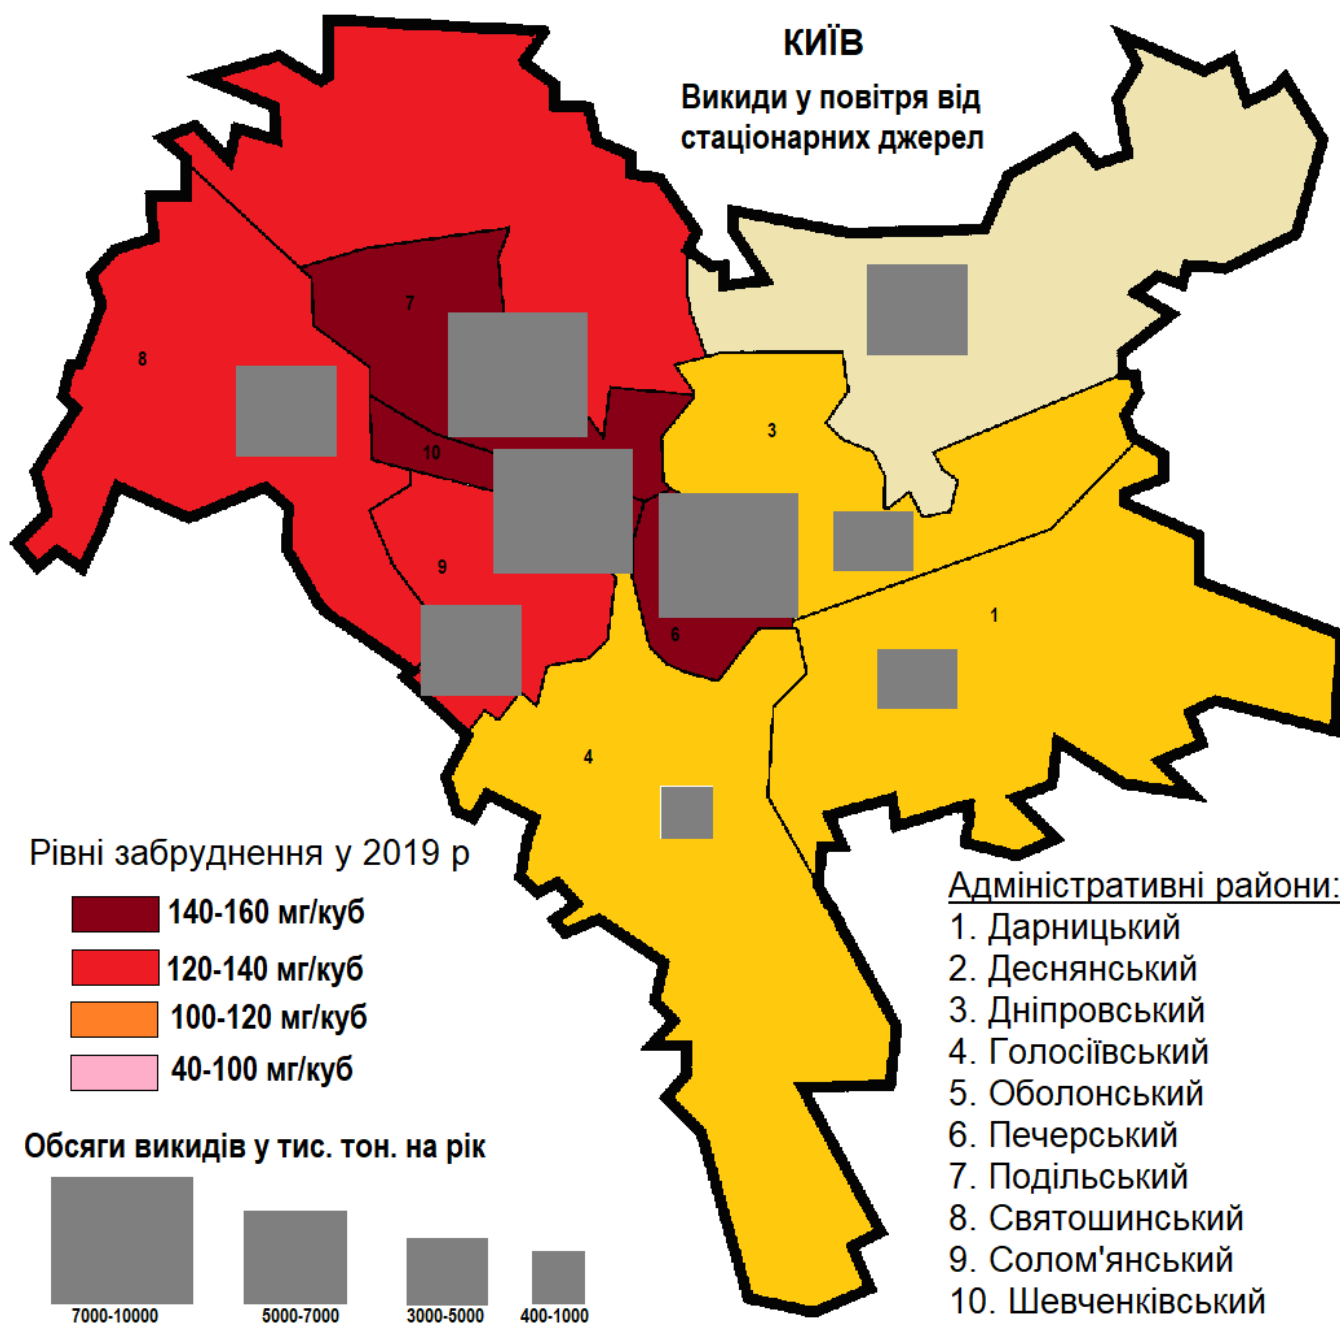 КИЇВ
Викиди у повітря від
стаціонарних джерел
7
8
3
10
9
1
6
4
Рівні забруднення у 2019 р
140-160 мг/куб
120-140 мг/куб
100-120 мг/куб
40-100 мг/куб
Обсяги викидів у тис. тон. на рік
7000-10000
5000-7000
3000-5000
400-1000
Адміністративні райони:
1. Дарницький
2. Деснянський
3. Дніпровський
4. Голосіївський
5. Оболонський
6. Печерський
7. Подільський
8. Святошинський
9. Солом'янський
10. Шевченківський